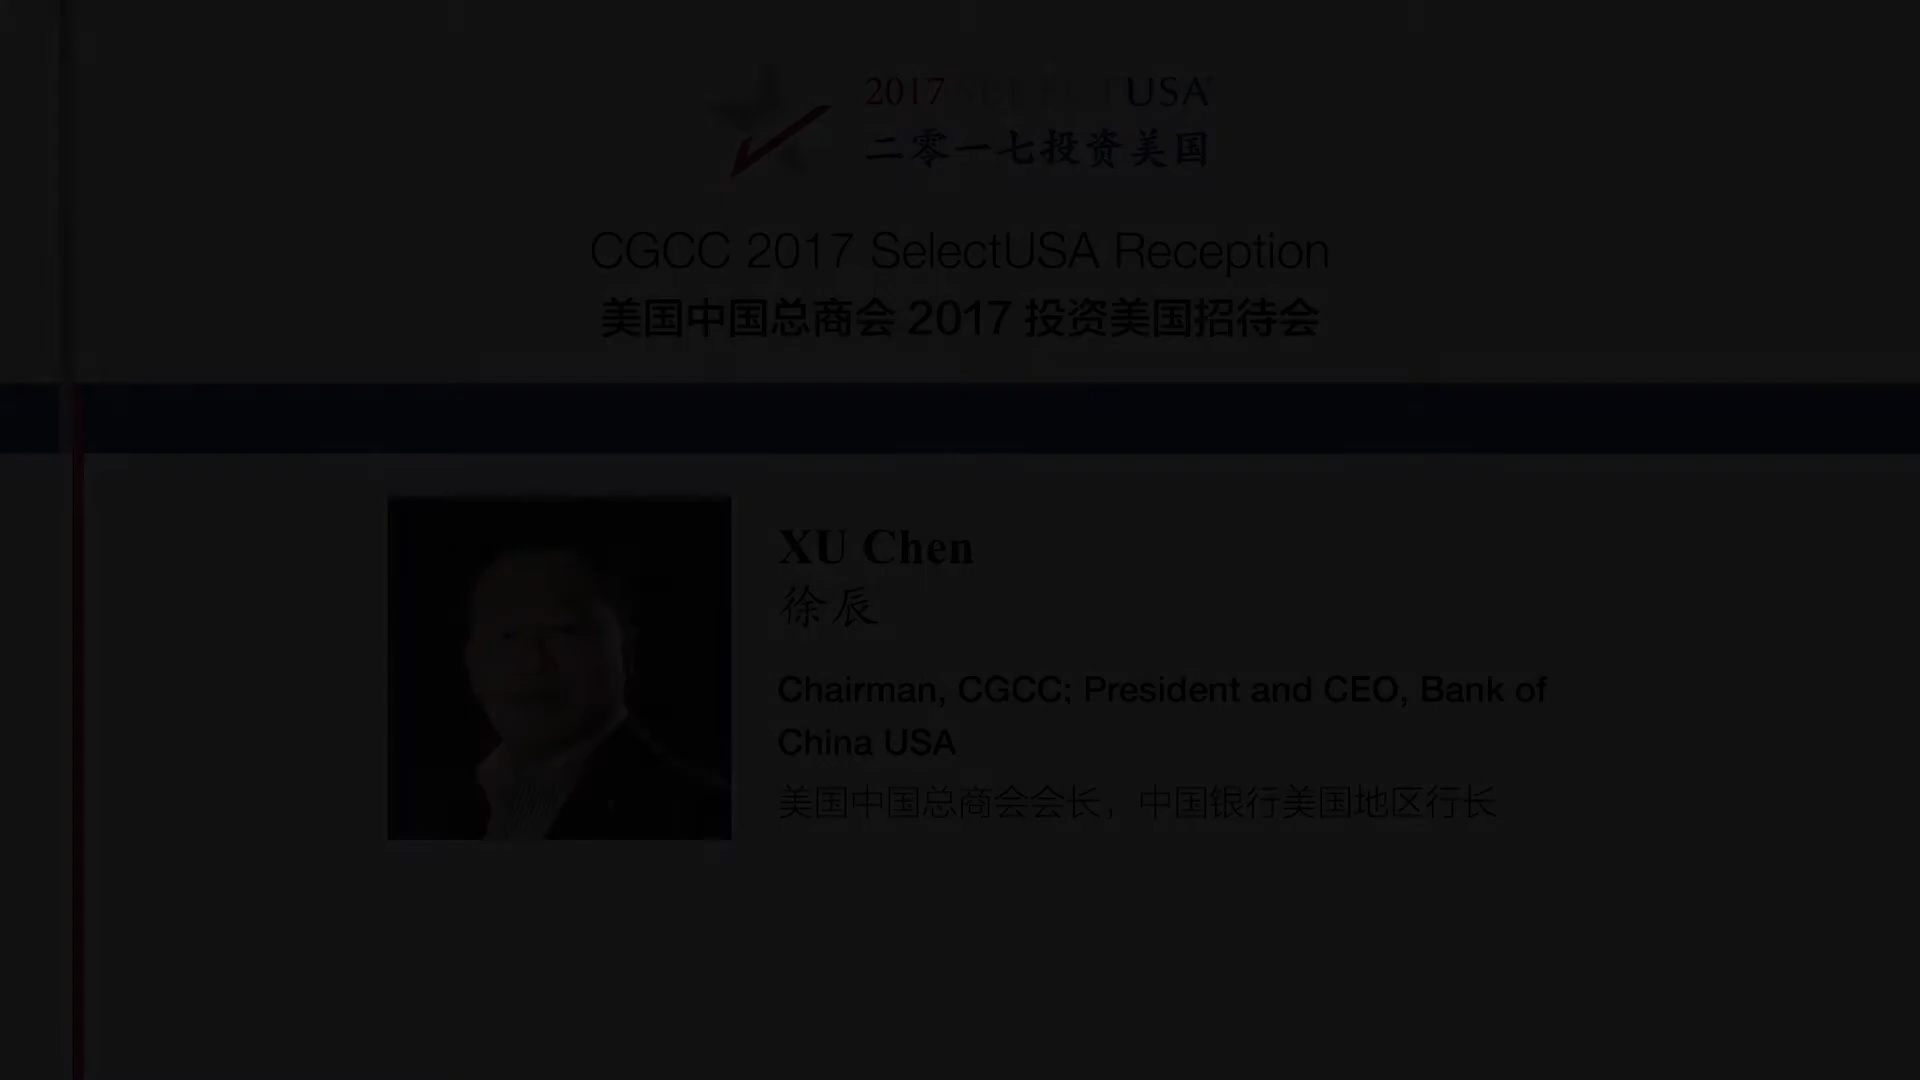 2017 SELECTUSA
二零一七投资美国
CGCC 2017 SelectUSA Reception
美国中国总商会 2017 投资美国招待会
XU Chen
徐辰
Chairman, CGCC; President and CEO, Bank of
China USA
美国中国总商会会长，中国银行美国地区行长